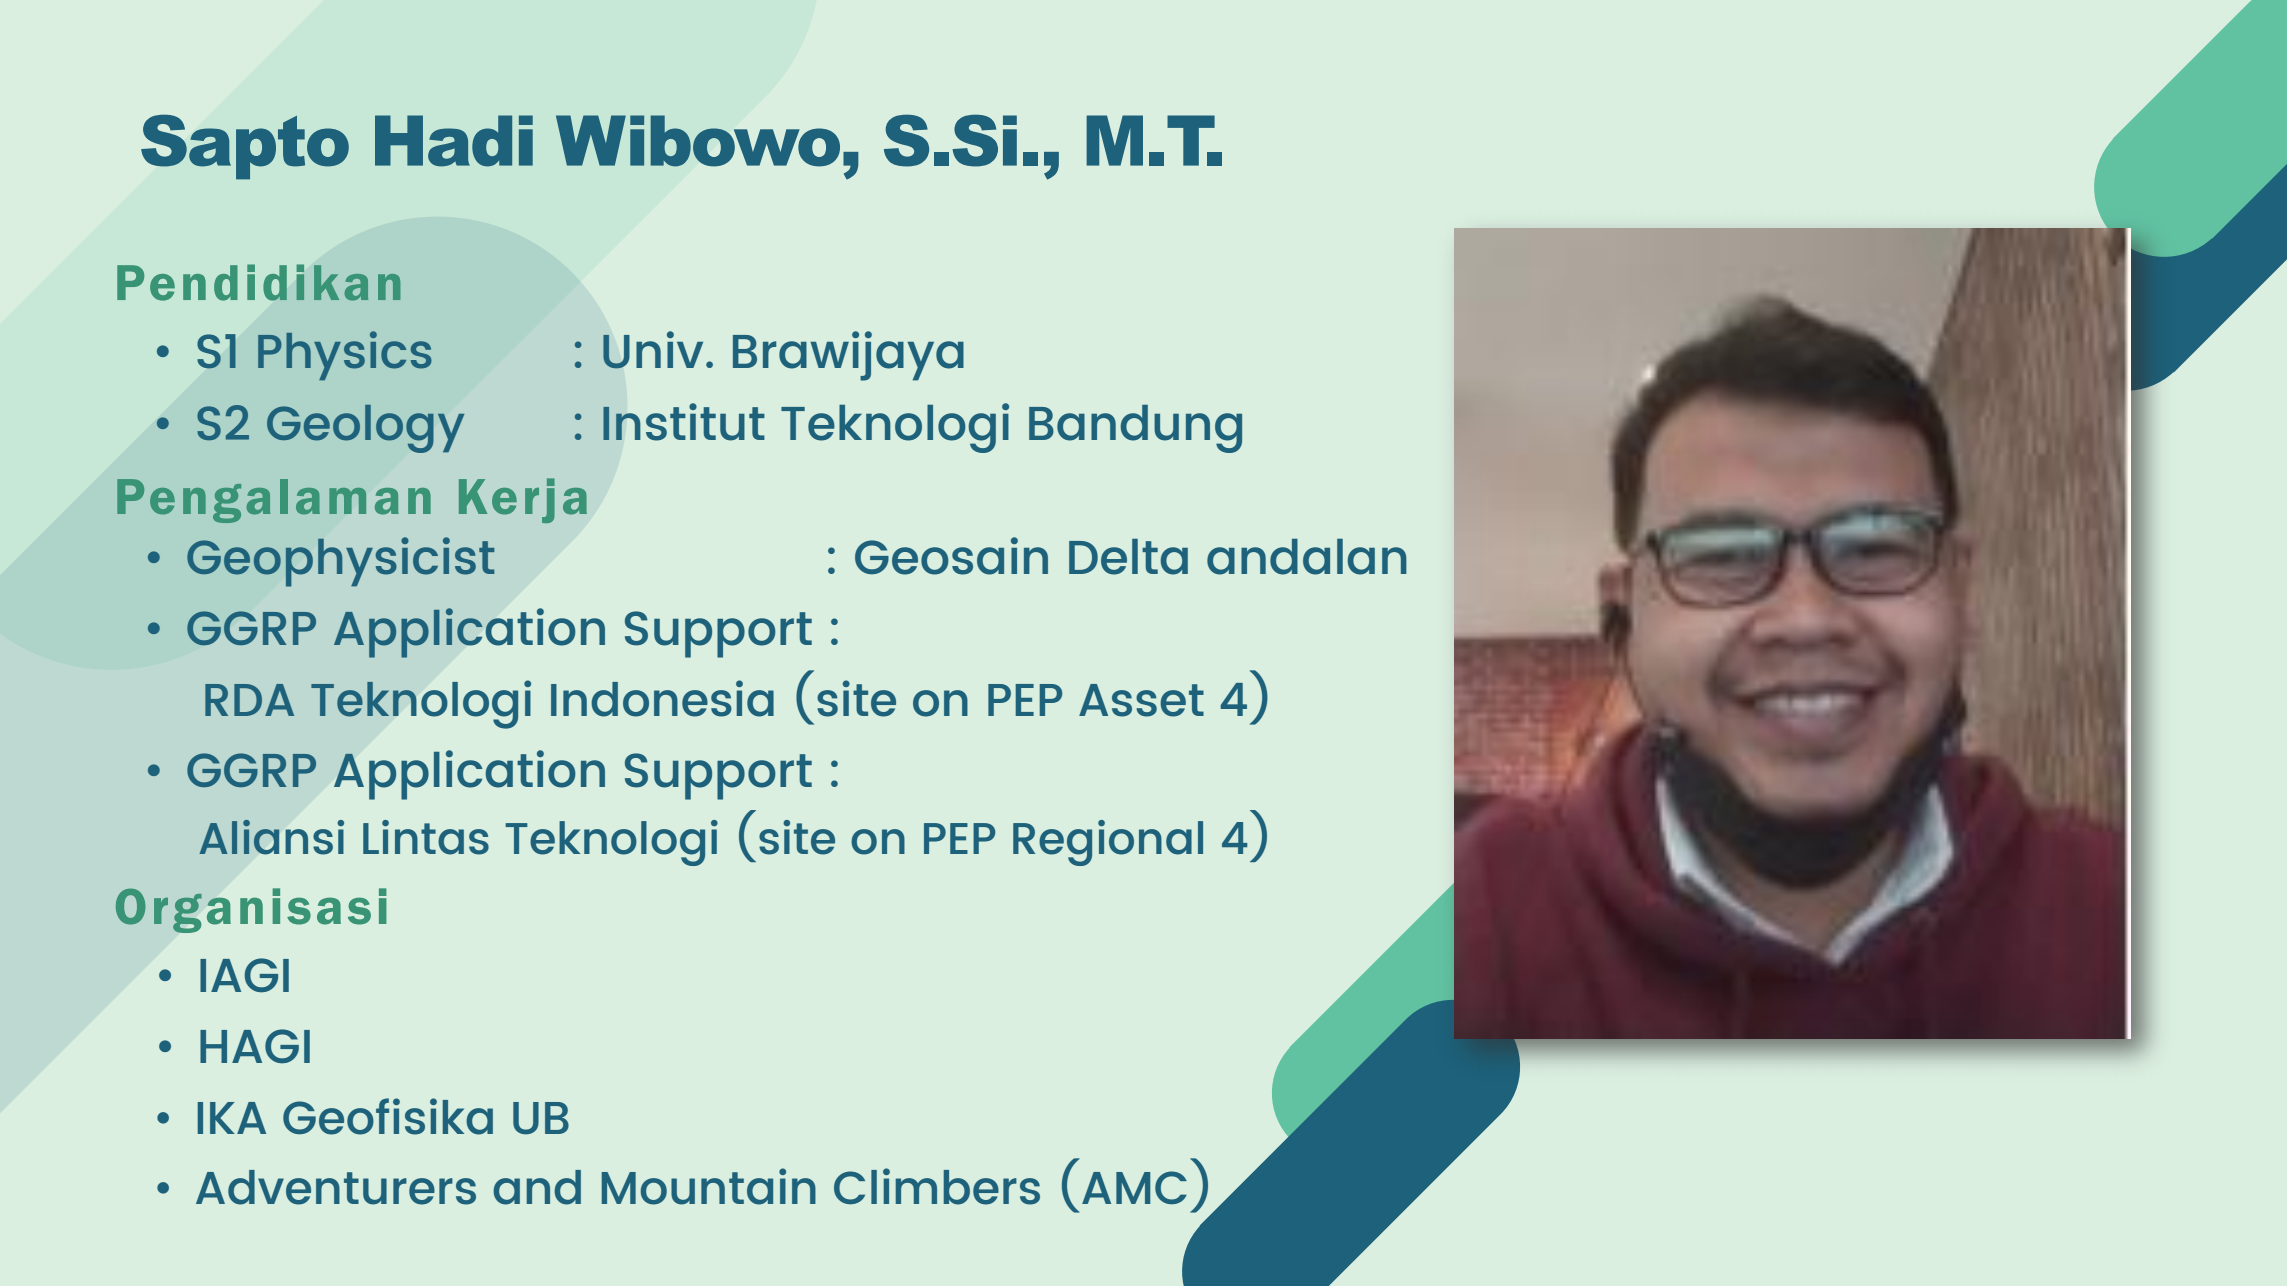 Sapto Hadi Wibowo, S.Si., M.T.
Pendidikan
• S1 Physics : Univ. Brawijaya
• S2 Geology : Institut Teknologi Bandung
Pengalaman Kerja
• Geophysicist : Geosain Delta andalan
• GGRP Application Support :
RDA Teknologi Indonesia (site on PEP Asset 4)
• GGRP Application Support :
Aliansi Lintas Teknologi (site on PEP Regional 4)
Organisasi
• IAGI
• HAGI
• IKA Geofisika UB
• Adventurers and Mountain Climbers (AMC)